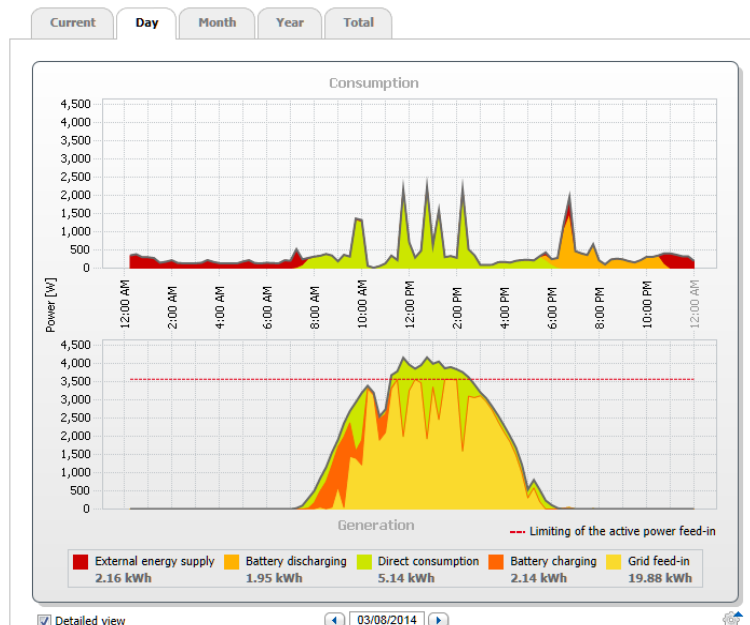 Current Day Month Year Total
Consumption
4,500
4,000
3,500
3,000
2,500
2,000
1,500
1,000
500
0
Power [W]
12:00 AM 2:00 AM 4:00 AM 6:00 AM 8:00 AM 10:00 AM 12:00 PM 2:00 PM 4:00 PM 6:00 PM 8:00 PM 10:00 PM 12:00 AM
4,500
4,000
3,500
3,000
2,500
2,000
1,500
1,000
500
0
Generation
Limiting of the active power feed-in
External energy supply Battery discharging Direct consumption Battery charging Grid feed-in
2.16 kWh 1.95 kWh 5.14 kWh 2.14 kWh 19.88 kWh
Detailed view 03/08/2014